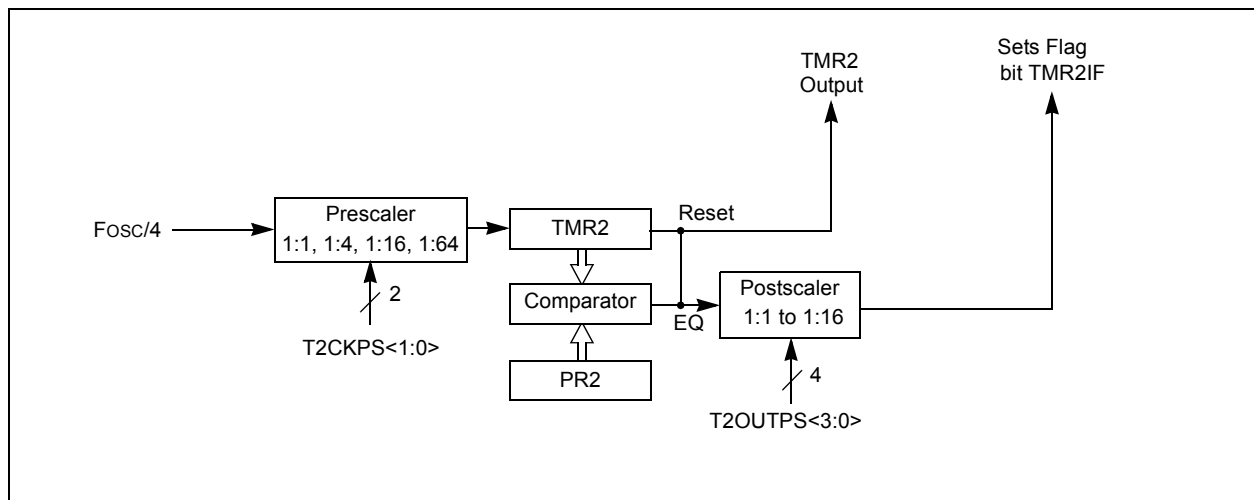 TMR2
Output
Sets Flag
bit TMR2IF
Fosc/4
Prescaler
1:1, 1:4, 1:16, 1:64
2
T2CKPS<1:0>
TMR2
Reset
Comparator
EQ
PR2
Postscaler
1:1 to 1:16
4
T2OUTPS<3:0>